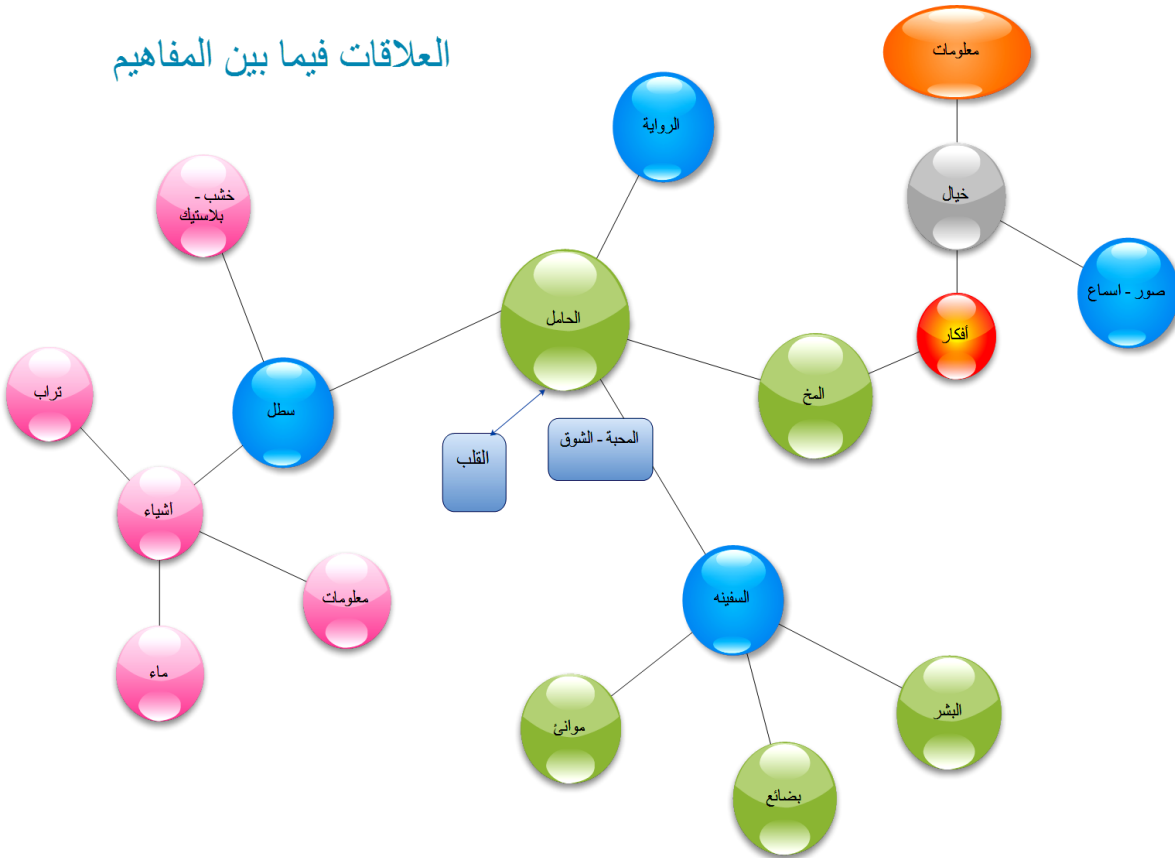 العلاقات فيما بين المفاهيم
معلومات
الرواية
خشب -
بلاستيك
خيال
صور - اسماع
الحامل
أفكار
تراب
المخ
سطل
المحبة - الشوق
القلب
أشياء
معلومات
السفينه
ماء
البشر
موانئ
بضائع